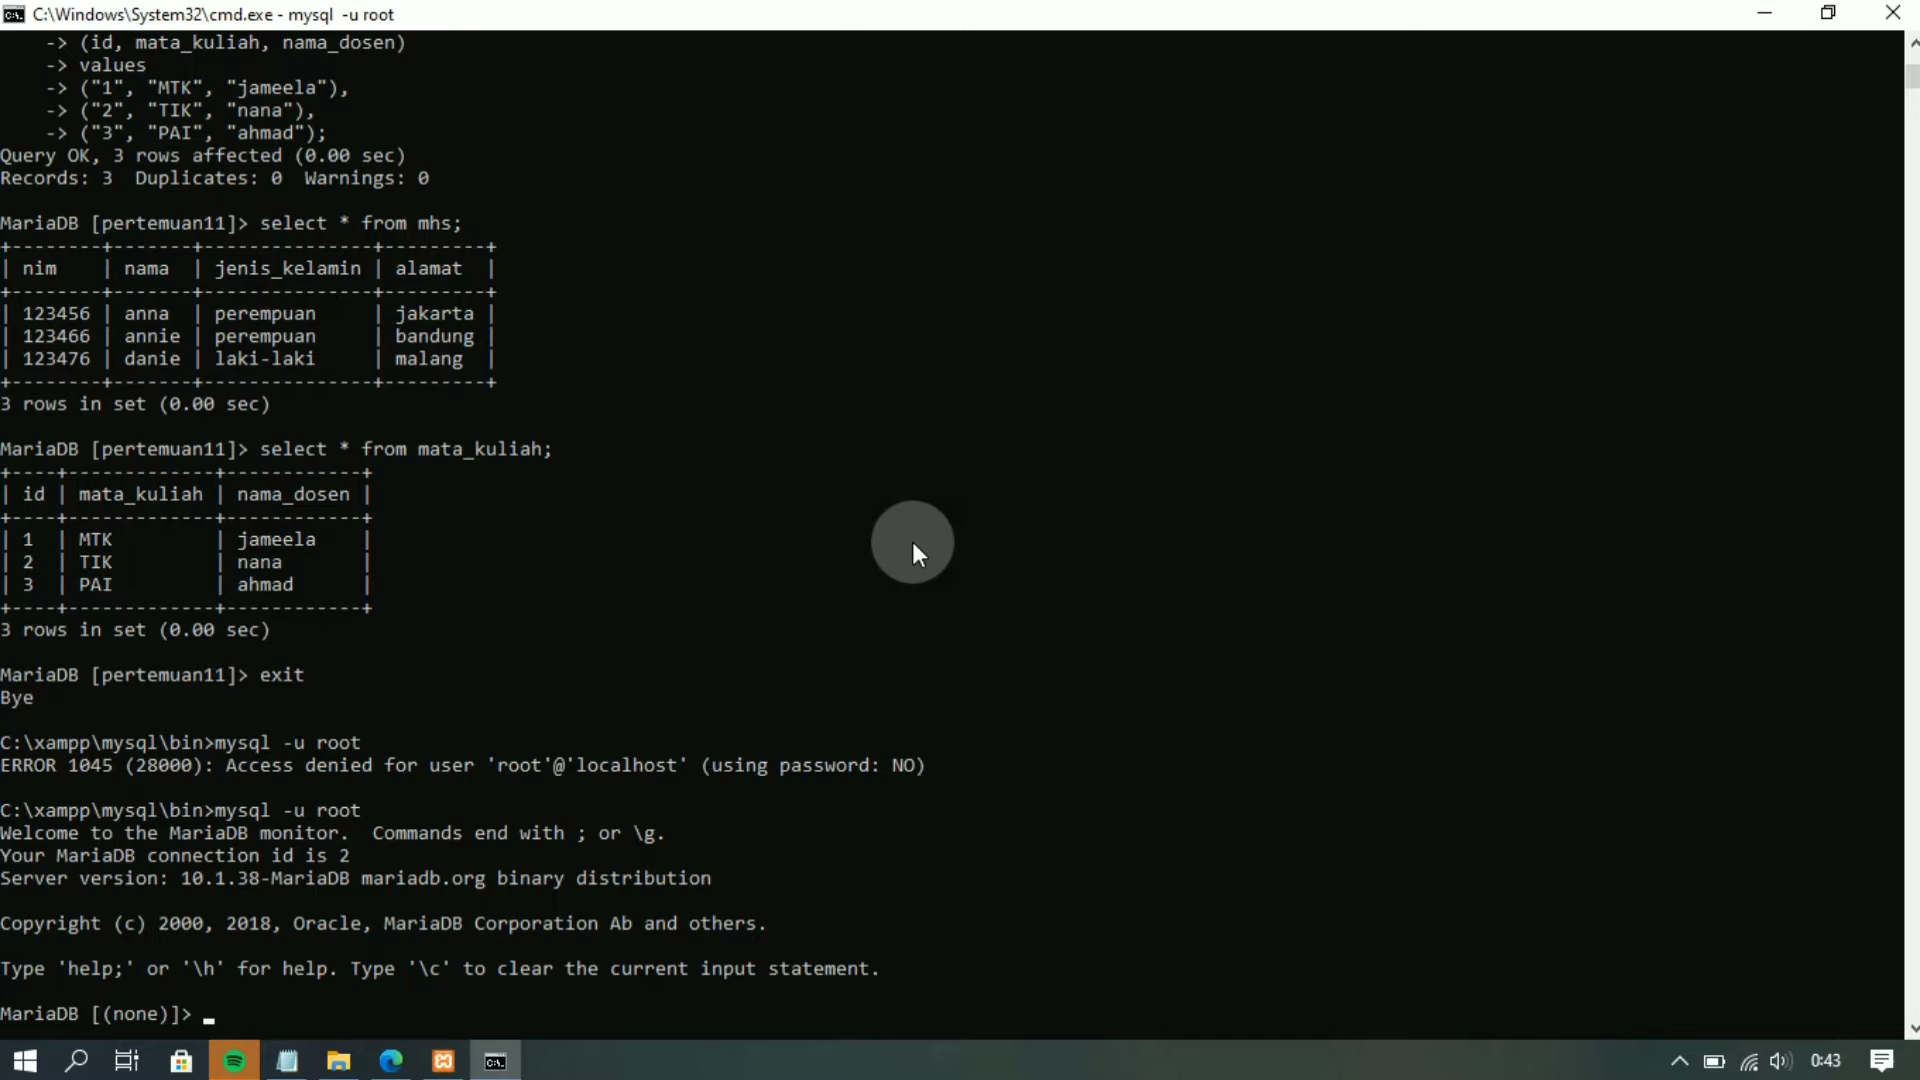 C:\Windows\System32\cmd.exe - mysql  -u root
    -> (id, mata_kuliah, nama_dosen)
    -> values
    -> ("1", "MTK", "jameela"),
    -> ("2", "TIK", "nana"),
    -> ("3", "PAI", "ahmad");
Query OK, 3 rows affected (0.00 sec)
Records: 3  Duplicates: 0  Warnings: 0

MariaDB [pertemuan11]> select * from mhs;
+--------+-------+---------------+---------+
| nim    | nama  | jenis_kelamin | alamat  |
+--------+-------+---------------+---------+
| 123456 | anna  | perempuan     | jakarta |
| 123466 | annie | perempuan     | bandung |
| 123476 | danie | laki-laki     | malang  |
+--------+-------+---------------+---------+
3 rows in set (0.00 sec)

MariaDB [pertemuan11]> select * from mata_kuliah;
+----+-------------+------------+
| id | mata_kuliah | nama_dosen |
+----+-------------+------------+
| 1  | MTK         | jameela    |
| 2  | TIK         | nana       |
| 3  | PAI         | ahmad      |
+----+-------------+------------+
3 rows in set (0.00 sec)

MariaDB [pertemuan11]> exit
Bye

C:\xampp\mysql\bin>mysql -u root
ERROR 1045 (28000): Access denied for user 'root'@'localhost' (using password: NO)

C:\xampp\mysql\bin>mysql -u root
Welcome to the MariaDB monitor.  Commands end with ; or \g.
Your MariaDB connection id is 2
Server version: 10.1.38-MariaDB mariadb.org binary distribution

Copyright (c) 2000, 2018, Oracle, MariaDB Corporation Ab and others.

Type 'help;' or '\h' for help. Type '\c' to clear the current input statement.

MariaDB [(none)]> _
0:43